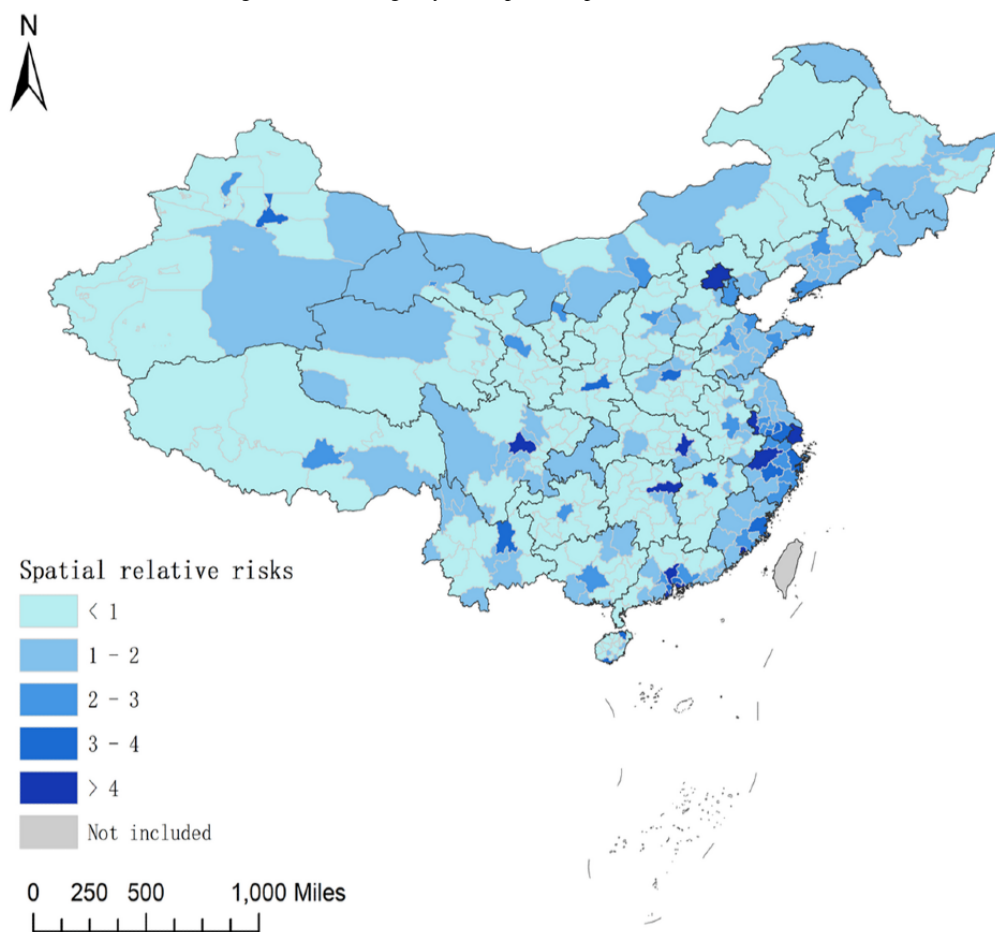 N
Spatial relative risks
< 1
1 - 2
2 - 3
3 - 4
> 4
Not included
0 250 500 1,000 Miles